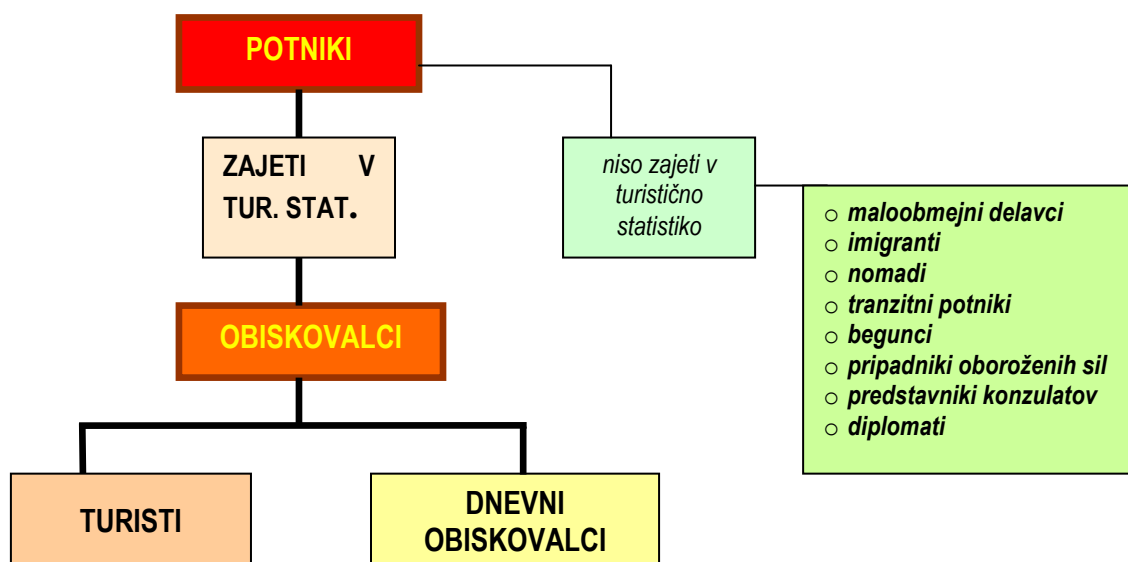 POTNIKI
ZAJETI V
TUR. STAT.
niso zajeti v
turistično
statistiko
o maloobmejni delavci
o imigranti
o nomadi
o tranzitni potniki
o begunci
o pripadniki oboroženih sil
o predstavniki konzulatov
o diplomati
OBISKOVALCI
TURISTI
DNEVNI
OBISKOVALCI